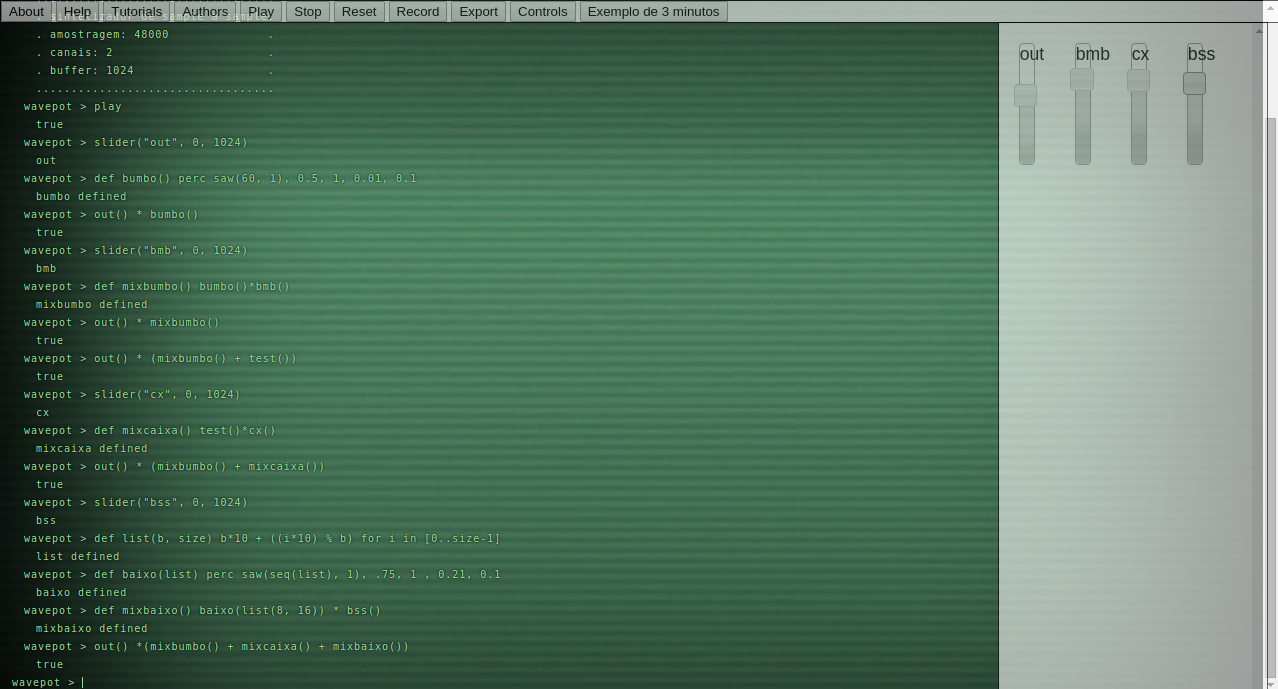 About Help Tutorials Authors Play Stop Reset Record Export Controls Exemplo de 3 minutos
. sintetizador de sample a sample.
. amostragem: 48000 .
. canais: 2 .
. buffer: 1024 .
..................................
wavepot > play
true
wavepot > slider("out", 0, 1024)
out
wavepot > def bumbo() perc saw(60, 1), 0.5, 1, 0.01, 0.1
bumbo defined
wavepot > out() * bumbo()
true
wavepot > slider("bmb", 0, 1024)
bmb
wavepot > def mixbumbo() bumbo()*bmb()
mixbumbo defined
wavepot > out() * mixbumbo()
true
wavepot > out() * (mixbumbo() + test())
true
wavepot > slider("cx", 0, 1024)
cx
wavepot > def mixcaixa() test()*cx()
mixcaixa defined
wavepot > out() * (mixbumbo() + mixcaixa())
true
wavepot > slider("bss", 0, 1024)
bss
wavepot > def list(b, size) b*10 + ((i*10) % b) for i in [0..size-1]
list defined
wavepot > def baixo(list) perc saw(seq(list), 1), .75, 1 , 0.21, 0.1
baixo defined
wavepot > def mixbaixo() baixo(list(8, 16)) * bss()
mixbaixo defined
wavepot > out() *(mixbumbo() + mixcaixa() + mixbaixo())
true
wavepot >
out bmb cx bss